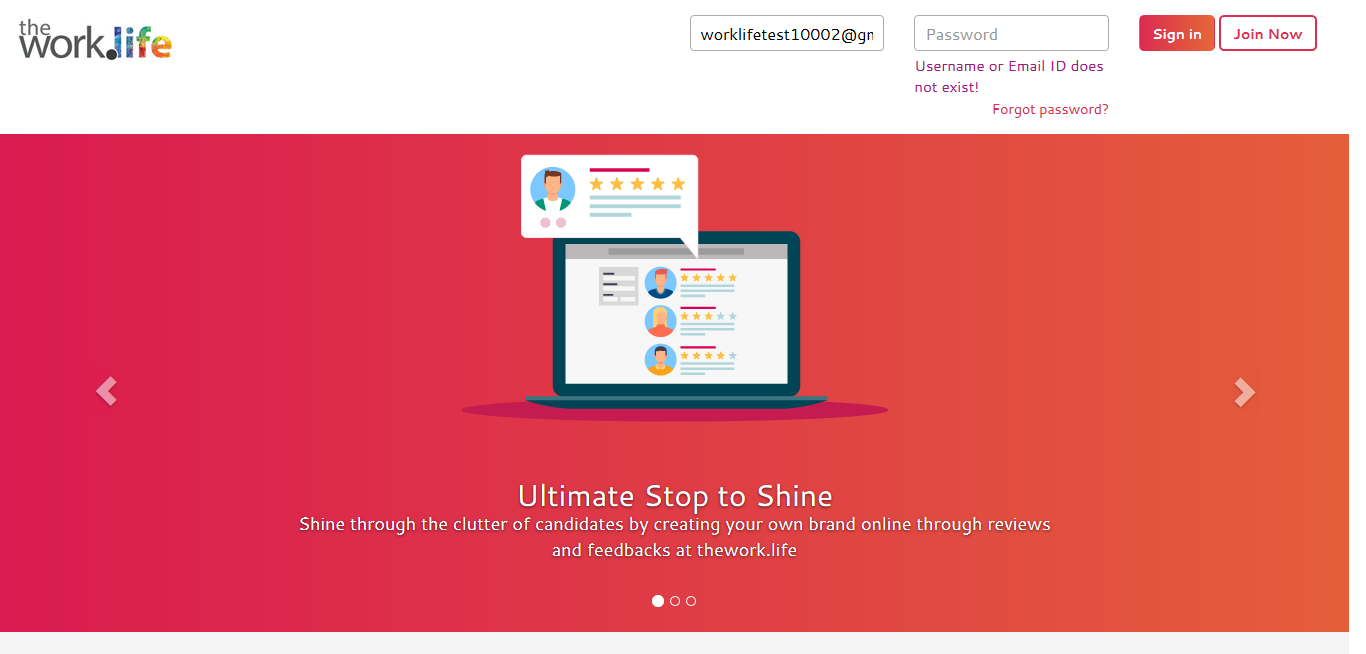 the
work.life
worklifetest10002@gm
Password
Sign in
Join Now
Username or Email ID does
not exist!
Forgot password?
Ultimate Stop to Shine
Shine through the clutter of candidates by creating your own brand online through reviews
and feedbacks at thework.life